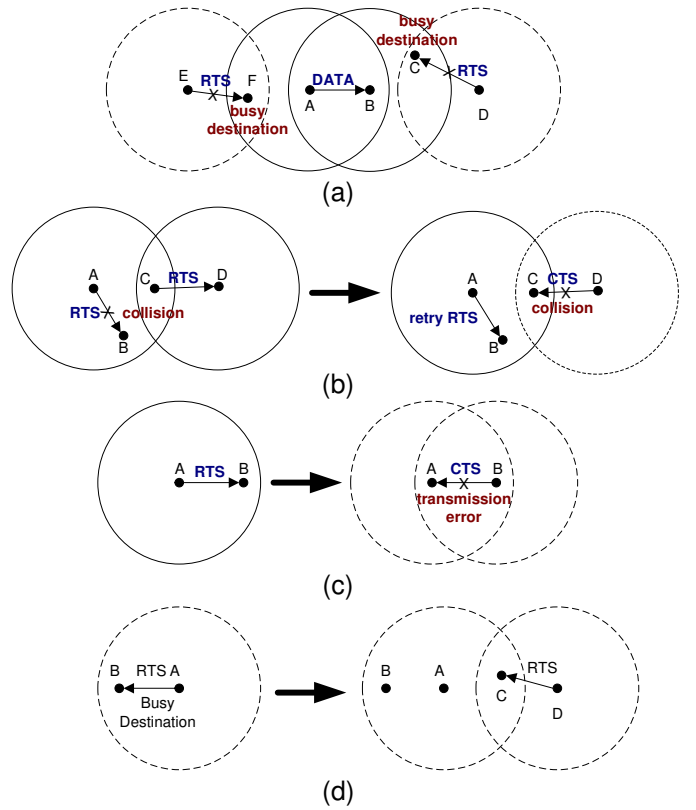 busy
destination
E
RTS
F
DATA
C
RTS
A
B
busy
destination
D
(a)
A
C
RTS
D
RTS
collision
B
A
C
CTS
D
collision
retry RTS
B
(b)
A
RTS
B
A
CTS
B
transmission
error
(c)
B
RTS
A
Busy
Destination
B
A
RTS
C
D
(d)